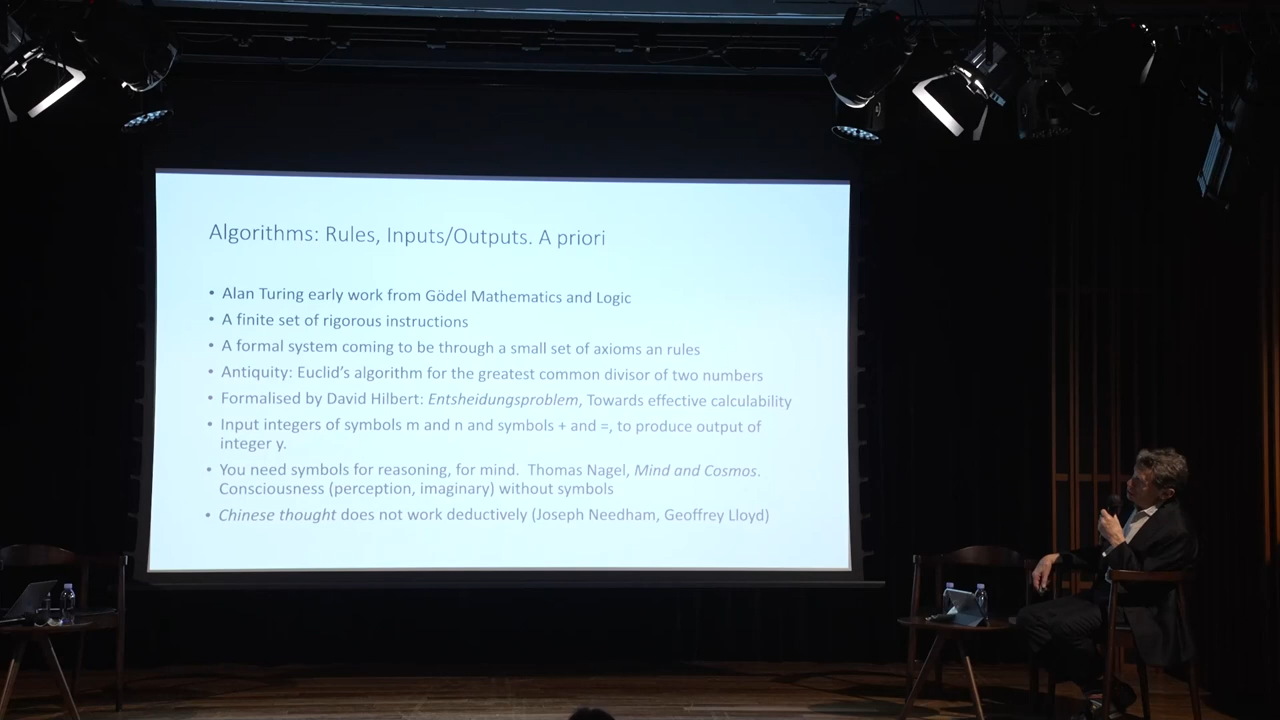 Algorithms: Rules, Inputs/Outputs. A priori
• Alan Turing early work from Gödel Mathematics and Logic
• A finite set of rigorous instructions
• A formal system coming to be through a small set of axioms an rules
• Antiquity: Euclid's algorithm for the greatest common divisor of two numbers
• Formalised by David Hilbert: Entsheidungsproblem, Towards effective calculability
• Input integers of symbols m and n and symbols + and =, to produce output of
integer y.
• You need symbols for reasoning, for mind.  Thomas Nagel, Mind and Cosmos.
Consciousness (perception, imaginary) without symbols
• Chinese thought does not work deductively (Joseph Needham, Geoffrey Lloyd)